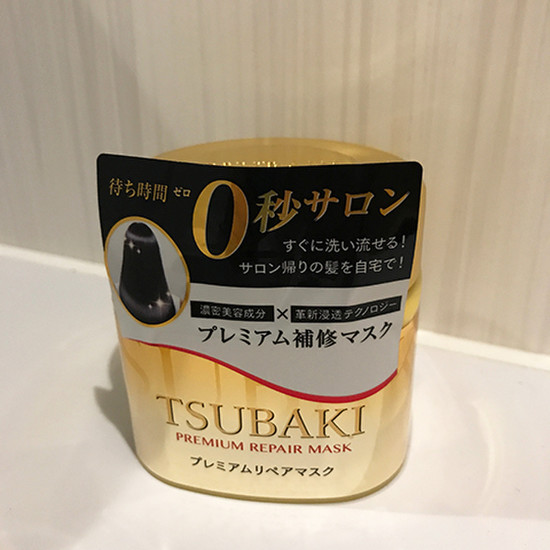 待ち時間 ゼロ 0秒サロン
すぐに洗い流せる!
サロン帰りの髪を自宅で!
濃密美容成分 × 革新浸透テクノロジー
プレミアム補修マスク
TSUBAKI
PREMIUM REPAIR MASK
プレミアムリペアマスク